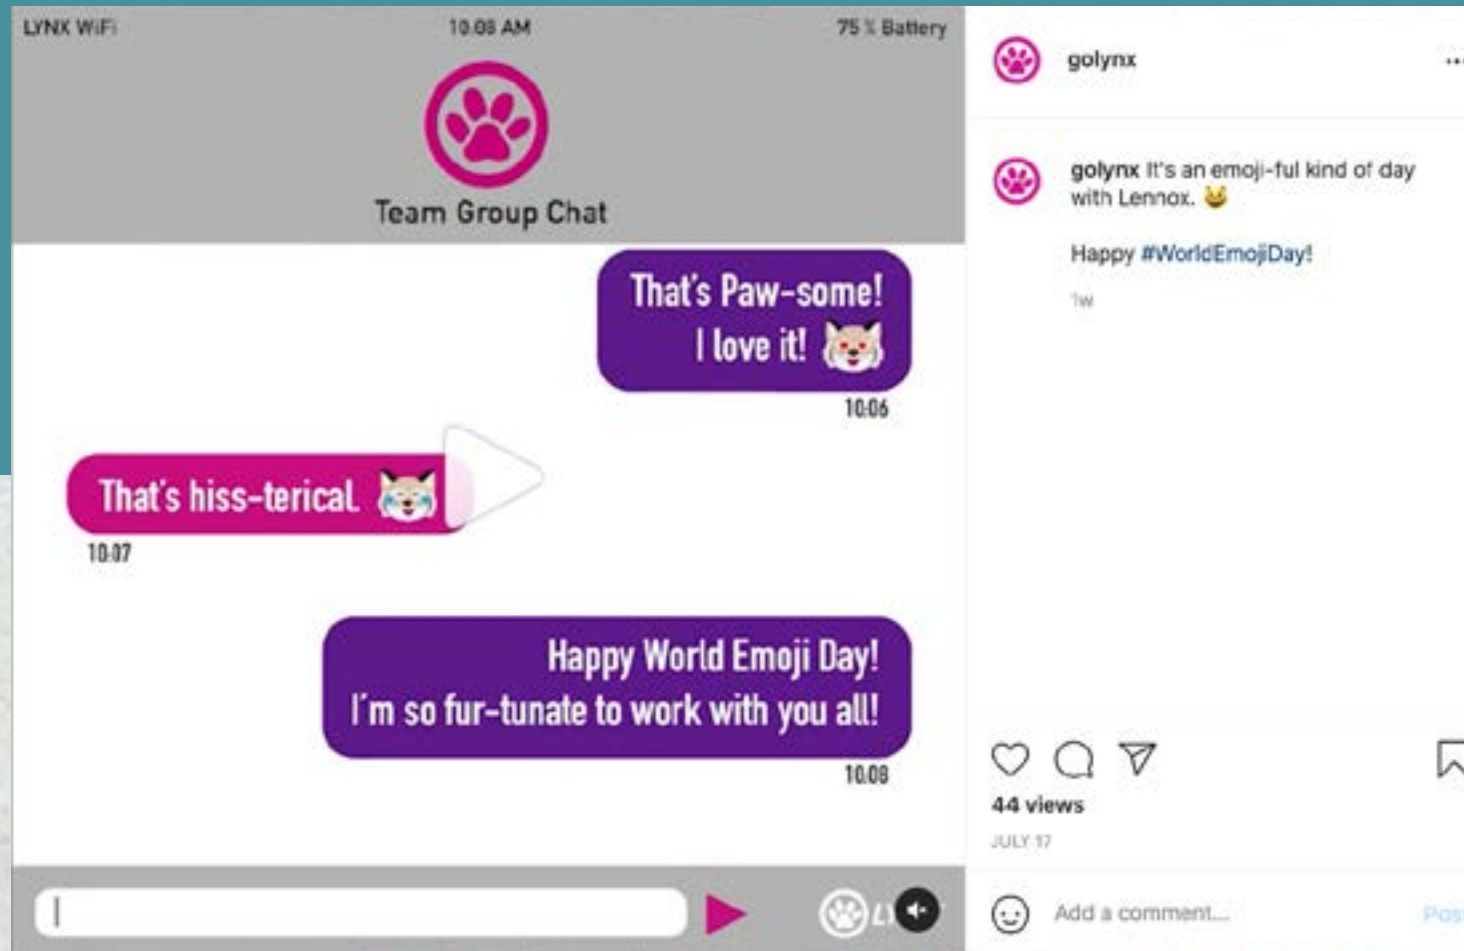 LYNX WiFi
10:08 AM
75 % Battery
Team Group Chat
That's Paw-some!
I love it!
10:06
That's hiss-terical.
10:07
Happy World Emoji Day!
I'm so fur-tunate to work with you all!
10:08
golynx
golynx It's an emoji-ful kind of day
with Lennox.
Happy #WorldEmojiDay!
1w
44 views
JULY 17
Add a comment...